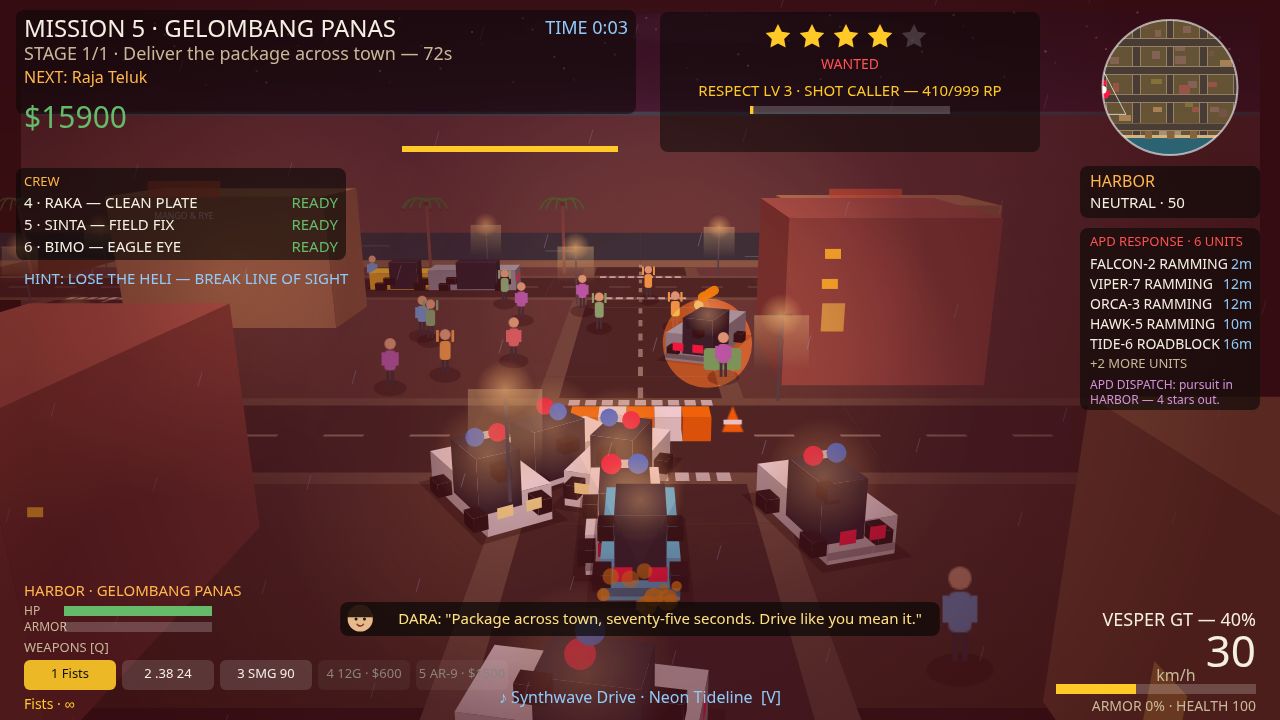 MISSION 5 · GELOMBANG PANAS
TIME 0:03
STAGE 1/1 · Deliver the package across town — 72s
NEXT: Raja Teluk
$15900
WANTED
RESPECT LV 3 · SHOT CALLER — 410/999 RP
CREW
4 · RAKA — CLEAN PLATE READY
MANGO & RYE
5 · SINTA — FIELD FIX READY
6 · BIMO — EAGLE EYE READY
HINT: LOSE THE HELI — BREAK LINE OF SIGHT
HARBOR
NEUTRAL · 50
APD RESPONSE · 6 UNITS
FALCON-2 RAMMING 2m
VIPER-7 RAMMING 12m
ORCA-3 RAMMING 12m
HAWK-5 RAMMING 10m
TIDE-6 ROADBLOCK 16m
+2 MORE UNITS
APD DISPATCH: pursuit in
HARBOR — 4 stars out.
HARBOR · GELOMBANG PANAS
HP
ARMOR
WEAPONS [Q]
1 Fists
2 .38 24
3 SMG 90
4 12G · $600
5 AR-9 · $1500
Fists · ∞
DARA: "Package across town, seventy-five seconds. Drive like you mean it."
♪ Synthwave Drive · Neon Tideline [V]
VESPER GT — 40%
30
km/h
ARMOR 0% · HEALTH 100